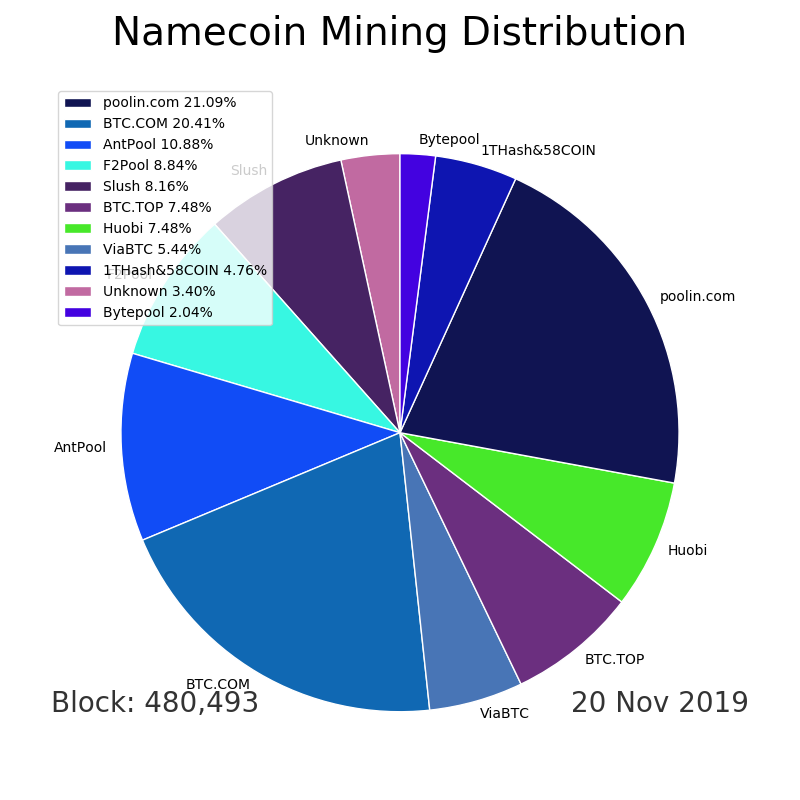 Namecoin Mining Distribution
poolin.com 21.09%
BTC.COM 20.41%
AntPool 10.88%
F2Pool 8.84%
Slush 8.16%
BTC.TOP 7.48%
Huobi 7.48%
ViaBTC 5.44%
1THash&58COIN 4.76%
Unknown 3.40%
Bytepool 2.04%
Unknown
Bytepool
1THash&58COIN
Slush
F2Pool
poolin.com
AntPool
Huobi
BTC.TOP
BTC.COM
ViaBTC
Block: 480,493
20 Nov 2019